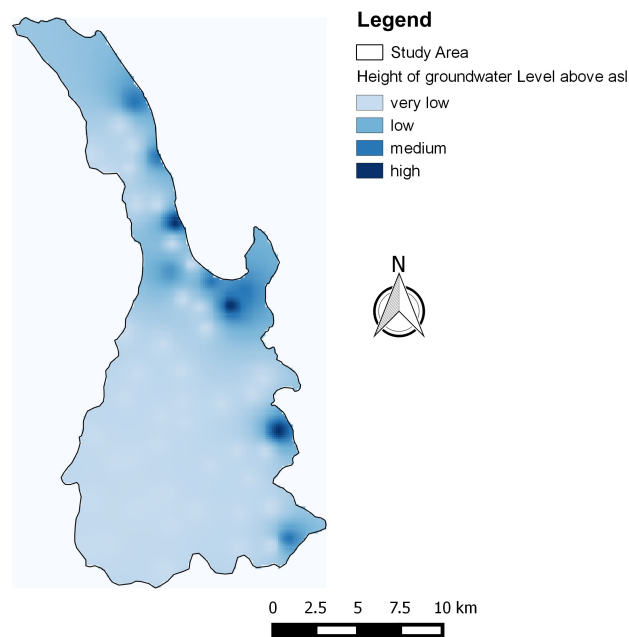 Legend
Study Area
Height of groundwater Level above asl
very low
low
medium
high
N
0 2.5 5 7.5 10 km